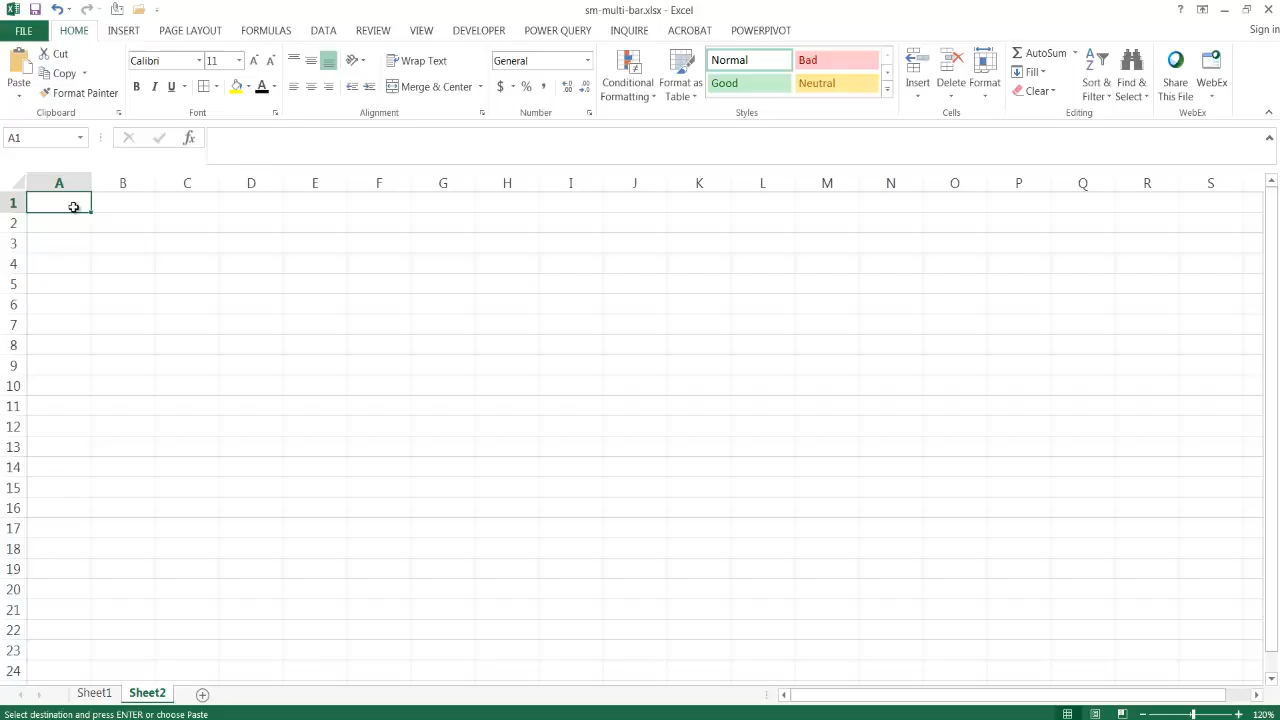 sm-multi-bar.xlsx - Excel
Sign in
FILE HOME INSERT PAGE LAYOUT FORMULAS DATA REVIEW VIEW DEVELOPER POWER QUERY INQUIRE ACROBAT POWERPIVOT
Paste
Cut
Copy
Format Painter
Clipboard
Calibri 11
B I U A
Font
Wrap Text
Merge & Center
Alignment
General
$ % ,
Number
Conditional
Formatting
Format as
Table
Normal Bad
Good Neutral
Styles
Insert Delete Format
Cells
AutoSum
Fill
Clear
Sort &
Filter
Find &
Select
Editing
Share
This File
WebEx
WebEx
A1
fx
A B C D E F G H I J K L M N O P Q R S
1
2
3
4
5
6
7
8
9
10
11
12
13
14
15
16
17
18
19
20
21
22
23
24
Sheet1 Sheet2
Select destination and press ENTER or choose Paste
120%